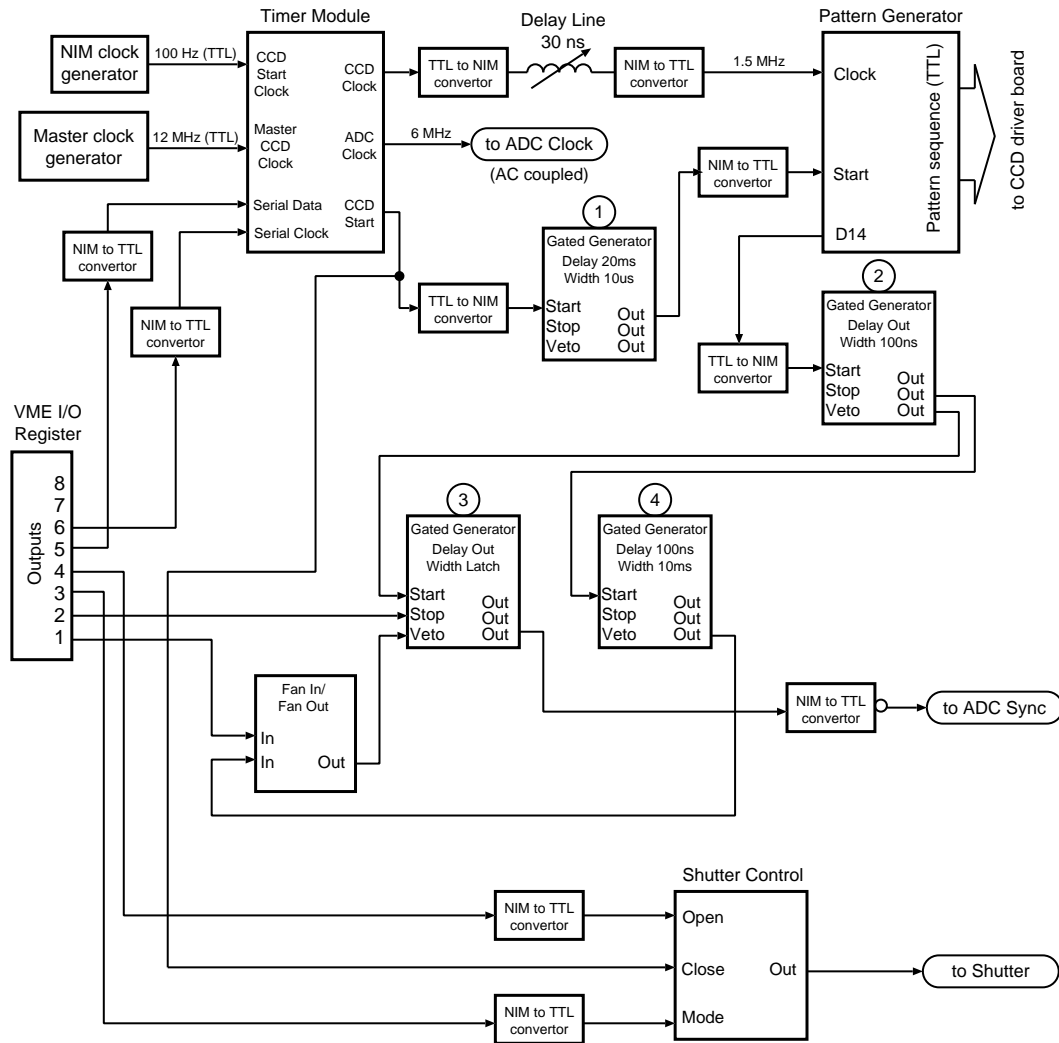 Timer Module
Delay Line
30 ns
Pattern Generator
NIM clock
generator
100 Hz (TTL)
CCD
Start
Clock
CCD
Clock
TTL to NIM
convertor
NIM to TTL
convertor
1.5 MHz
Clock
Pattern sequence (TTL)
to CCD driver board
Master clock
generator
12 MHz (TTL)
Master
CCD
Clock
ADC
Clock
6 MHz
to ADC Clock
(AC coupled)
NIM to TTL
convertor
Start
Serial Data
Serial Clock
CCD
Start
D14
NIM to TTL
convertor
NIM to TTL
convertor
TTL to NIM
convertor
1
Gated Generator
Delay 20ms
Width 10us
Start
Stop
Veto
Out
Out
Out
TTL to NIM
convertor
2
Gated Generator
Delay Out
Width 100ns
Start
Stop
Veto
Out
Out
Out
VME I/O
Register
Outputs
8
7
6
5
4
3
2
1
3
Gated Generator
Delay Out
Width Latch
Start
Stop
Veto
Out
Out
Out
4
Gated Generator
Delay 100ns
Width 10ms
Start
Stop
Veto
Out
Out
Out
Fan In/
Fan Out
In
In
Out
NIM to TTL
convertor
to ADC Sync
Shutter Control
NIM to TTL
convertor
Open
Close
Mode
Out
to Shutter
NIM to TTL
convertor